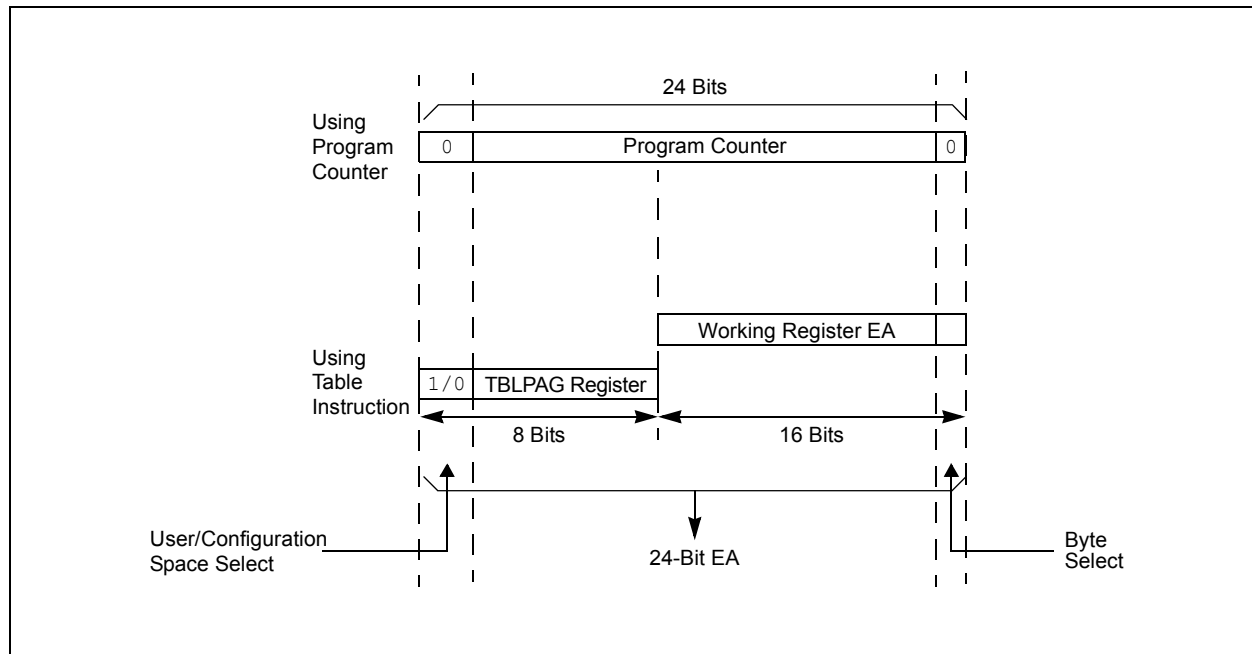 24 Bits
Using
Program
Counter
0
Program Counter
0
Working Register EA
Using
Table
Instruction
1/0
TBLPAG Register
8 Bits
16 Bits
User/Configuration
Space Select
24-Bit EA
Byte
Select